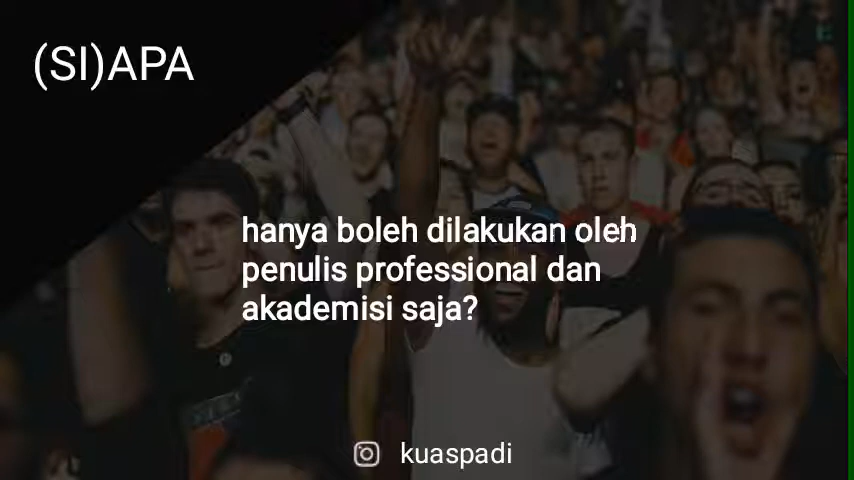 (SI)APA
hanya boleh dilakukan oleh
penulis professional dan
akademisi saja?
kuaspadi